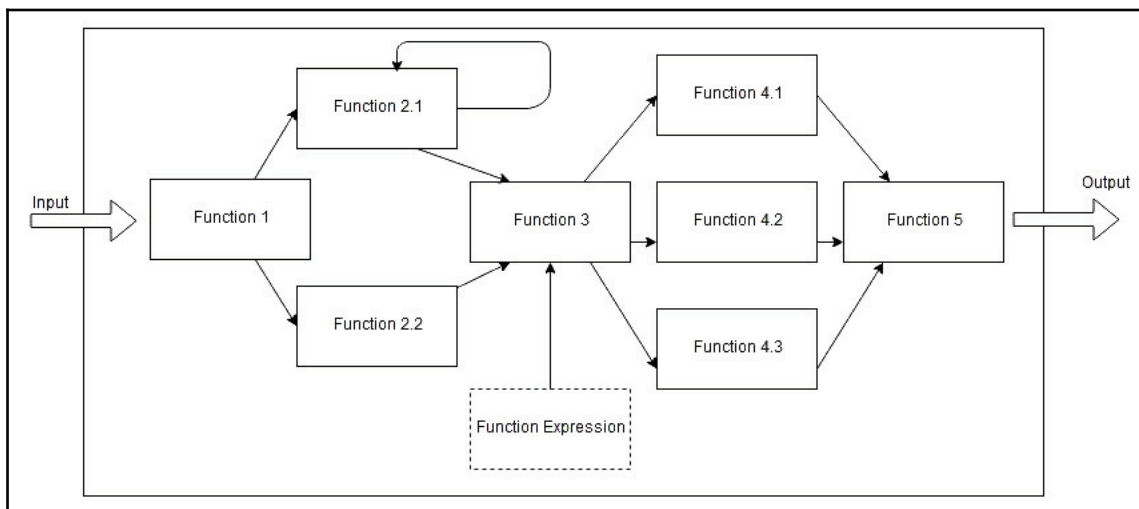 Input
Function 1
Function 2.1
Function 2.2
Function 3
Function Expression
Function 4.1
Function 4.2
Function 4.3
Function 5
Output